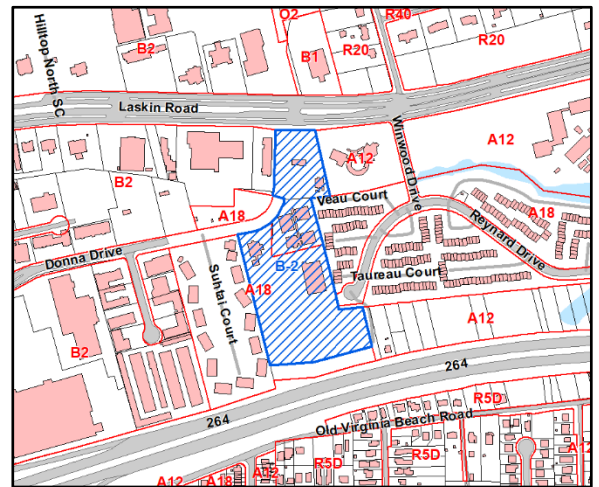 O2
R40
Hilltop North SC
B2
B1
R20
R20
Laskin Road
Winwood Drive
A12
A12
B2
Veau Court
A18
A18
Reynard Drive
Donna Drive
Suhtai Court
B-2
Taureau Court
A18
A12
B2
264
264
Old Virginia Beach Road
R5D
R5D
R5D
A12
A12
A18
A12